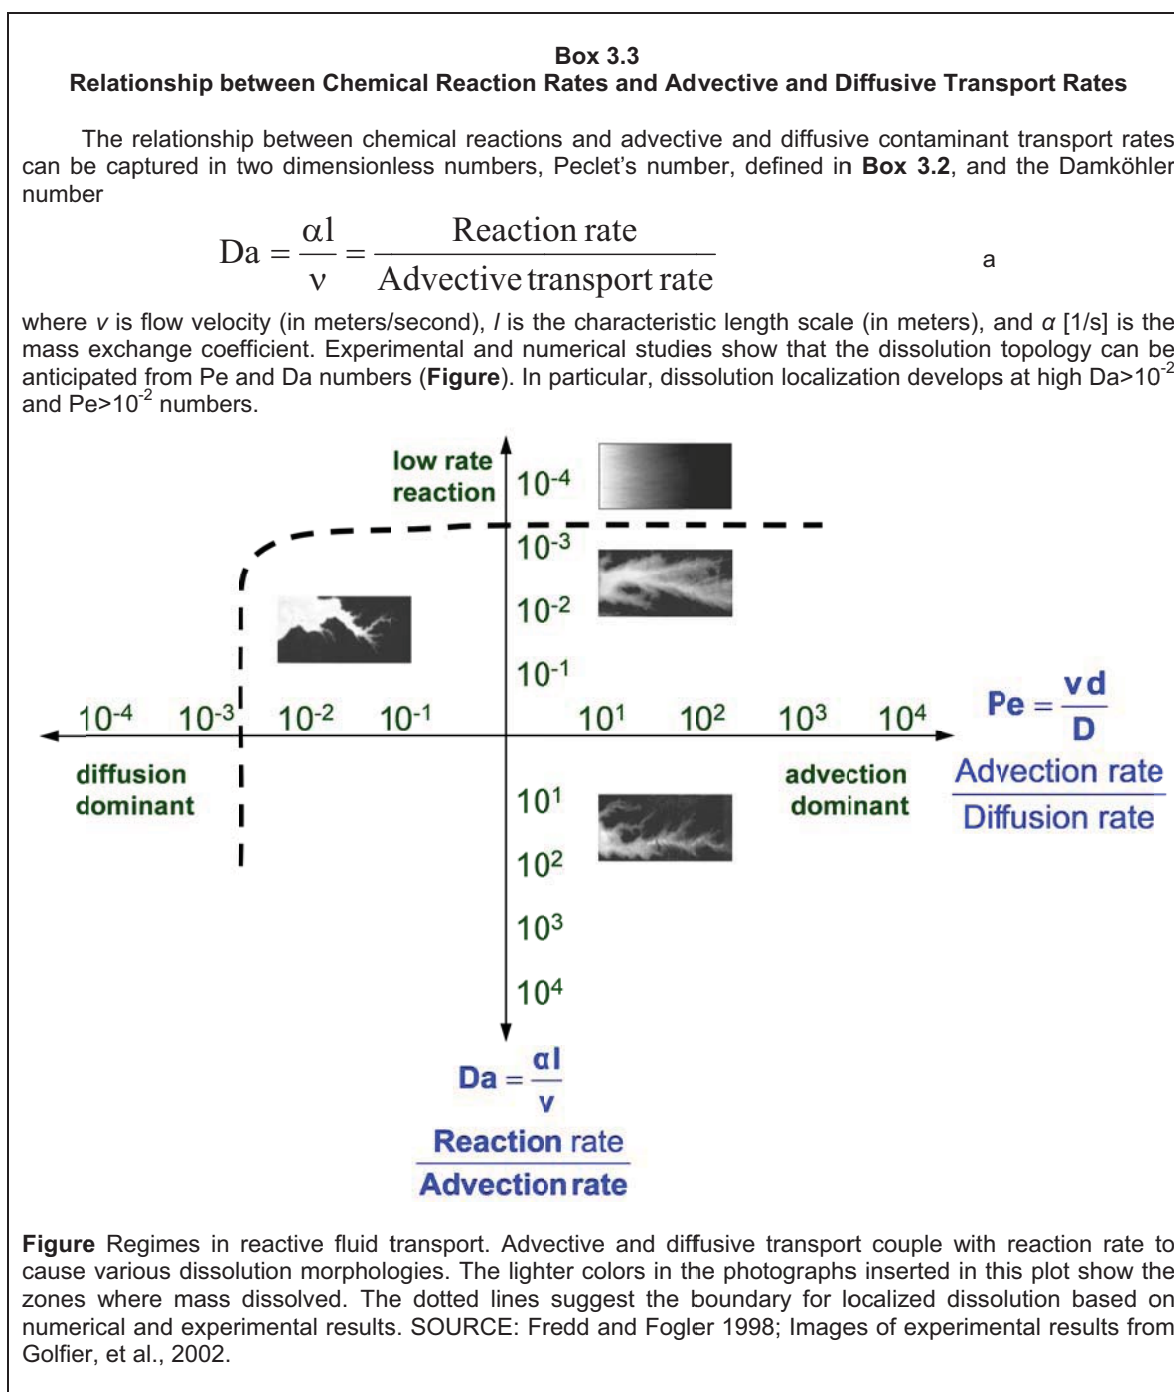 Box 3.3
Relationship between Chemical Reaction Rates and Advective and Diffusive Transport Rates
The relationship between chemical reactions and advective and diffusive contaminant transport rates
can be captured in two dimensionless numbers, Peclet's number, defined in Box 3.2, and the Damköhler
number
Da = αl/ν = Reaction rate/Advective transport rate a
where v is flow velocity (in meters/second), l is the characteristic length scale (in meters), and α [1/s] is the
mass exchange coefficient. Experimental and numerical studies show that the dissolution topology can be
anticipated from Pe and Da numbers (Figure). In particular, dissolution localization develops at high Da>10⁻²
and Pe>10⁻² numbers.
low rate
reaction
10⁻⁴
10⁻³
10⁻²
10⁻¹
10⁻⁴ 10⁻³ 10⁻² 10⁻¹ 10¹ 10² 10³ 10⁴
Pe = vd/D
Advection rate
Diffusion rate
diffusion
dominant
advection
dominant
10¹
10²
10³
10⁴
Da = αl/v
Reaction rate
Advection rate
Figure Regimes in reactive fluid transport. Advective and diffusive transport couple with reaction rate to
cause various dissolution morphologies. The lighter colors in the photographs inserted in this plot show the
zones where mass dissolved. The dotted lines suggest the boundary for localized dissolution based on
numerical and experimental results. SOURCE: Fredd and Fogler 1998; Images of experimental results from
Golfier, et al., 2002.